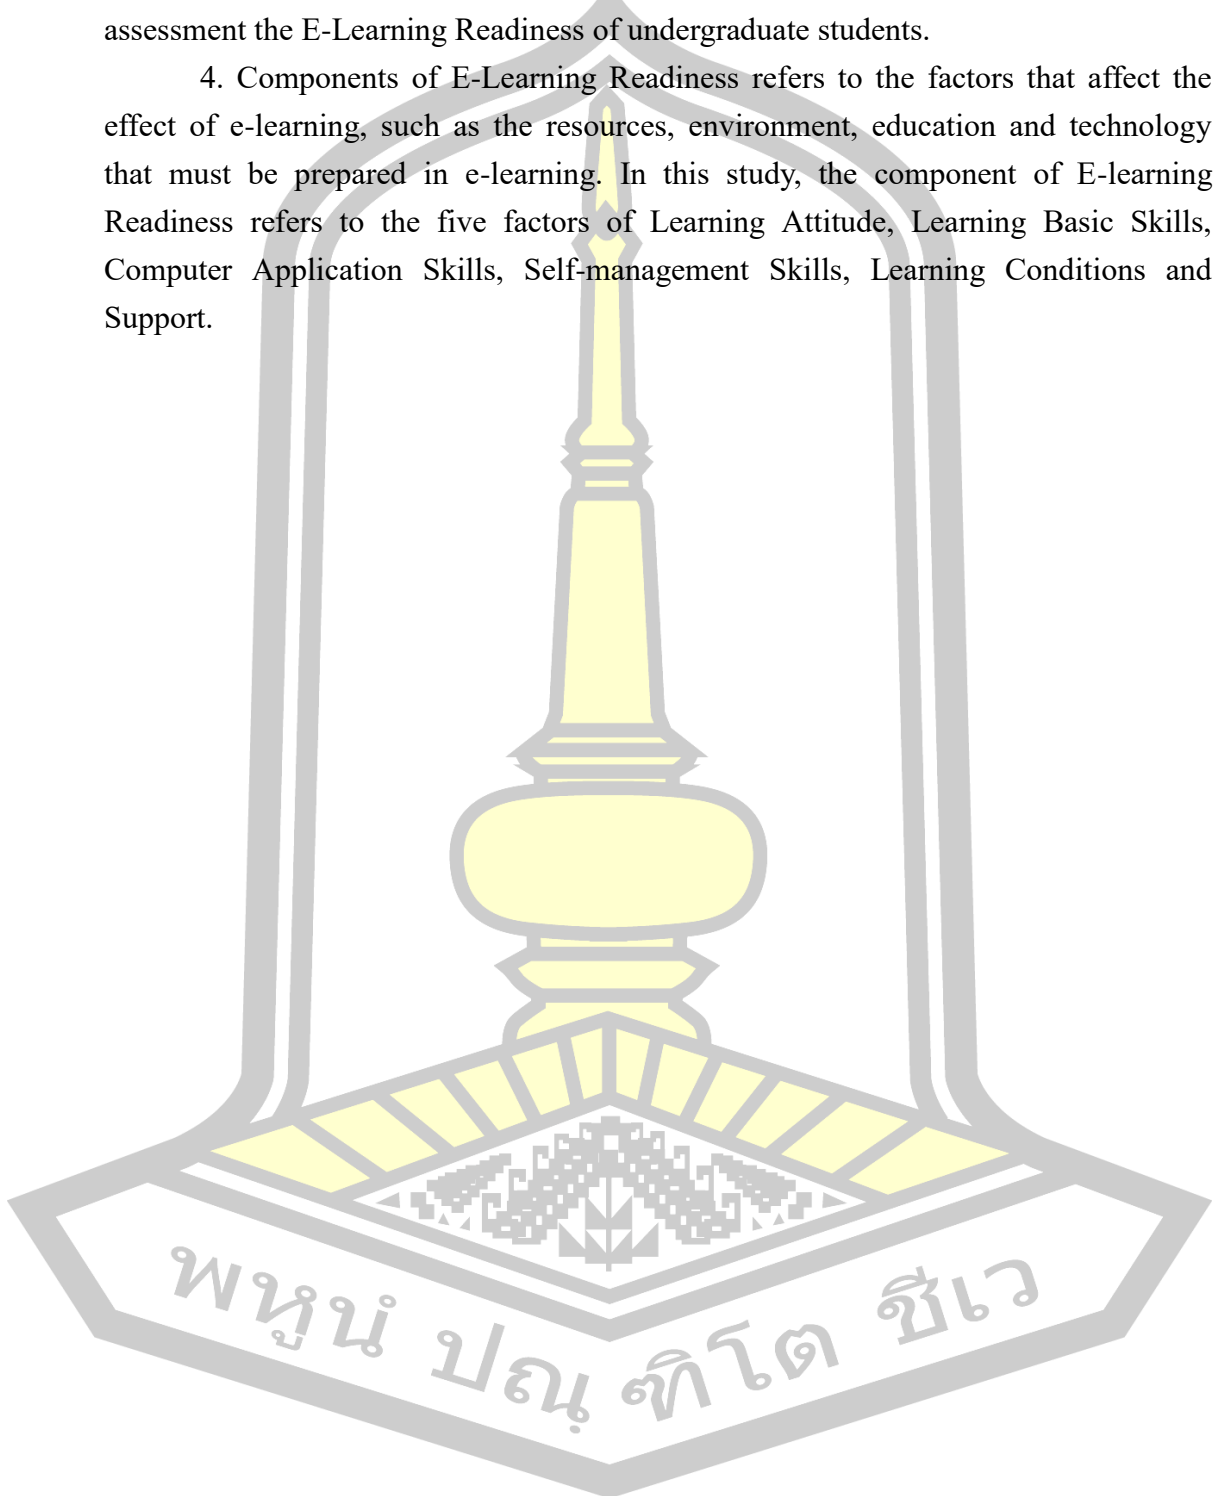 assessment the E-Learning Readiness of undergraduate students.
4. Components of E-Learning Readiness refers to the factors that affect the
effect of e-learning, such as the resources, environment, education and technology
that must be prepared in e-learning. In this study, the component of E-learning
Readiness refers to the five factors of Learning Attitude, Learning Basic Skills,
Computer Application Skills, Self-management Skills, Learning Conditions and
Support.
พหูนํ ปณฺฑิโต ชีเว